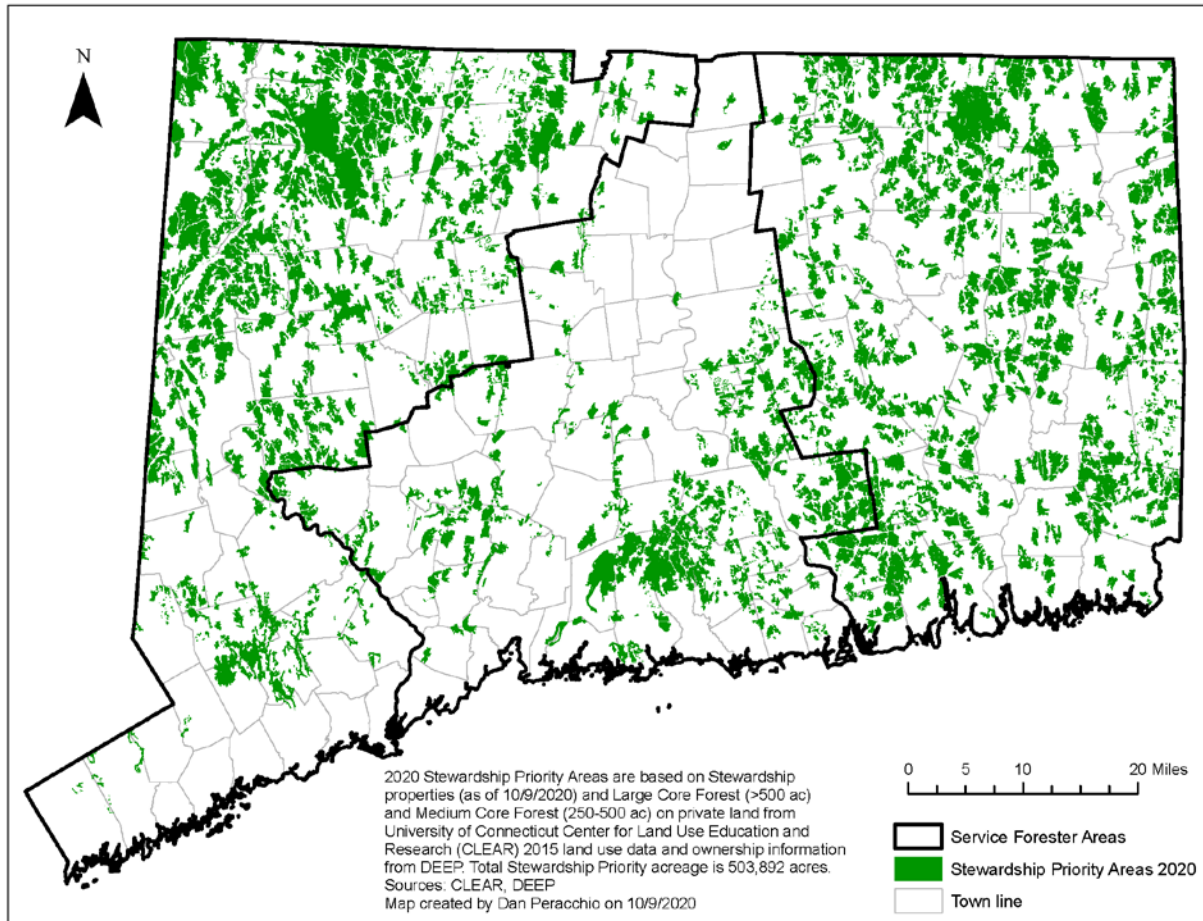 N
2020 Stewardship Priority Areas are based on Stewardship
properties (as of 10/9/2020) and Large Core Forest (>500 ac)
and Medium Core Forest (250-500 ac) on private land from
University of Connecticut Center for Land Use Education and
Research (CLEAR) 2015 land use data and ownership information
from DEEP. Total Stewardship Priority acreage is 503,892 acres.
Sources: CLEAR, DEEP
Map created by Dan Peracchio on 10/9/2020
0 5 10 20 Miles
Service Forester Areas
Stewardship Priority Areas 2020
Town line